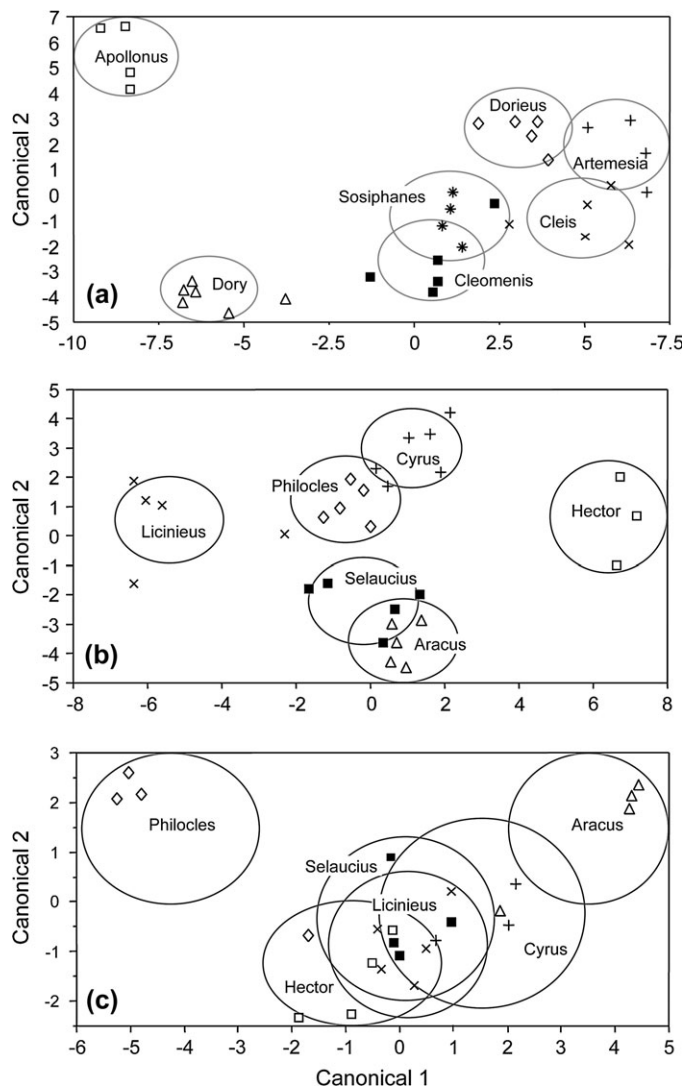 7
6
5
4
3
2
1
0
-1
-2
-3
-4
-5
Canonical 2
Apollonus
Dorieus
Artemesia
Sosiphanes
Cleis
Cleomenis
Dory
(a)
-10 -7.5 -5 -2.5 0 2.5 5 -7.5
5
4
3
2
1
0
-1
-2
-3
-4
-5
Canonical 2
Cyrus
Philocles
Hector
Licinieus
Selaucius
Aracus
(b)
-8 -6 -4 -2 0 2 4 6 8
3
2
1
0
-1
-2
Canonical 2
Philocles
Aracus
Selaucius
Licinieus
Cyrus
Hector
(c)
-6 -5 -4 -3 -2 -1 0 1 2 3 4 5
Canonical 1